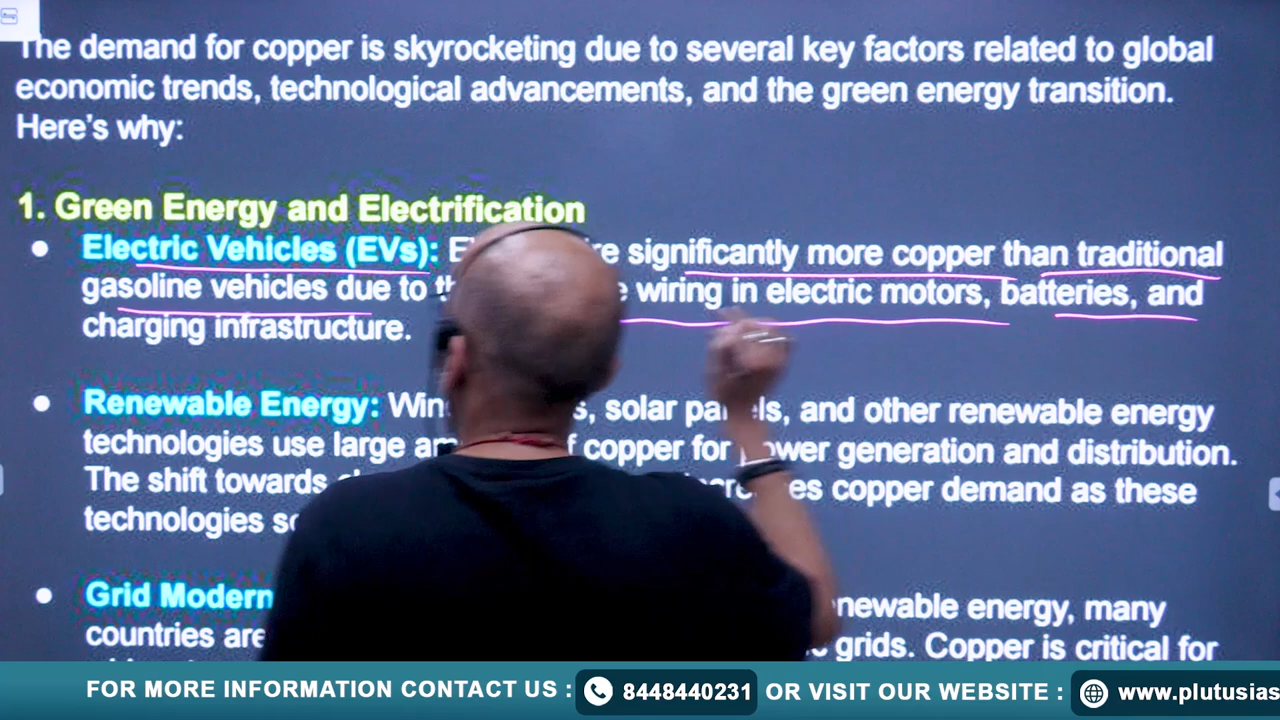 The demand for copper is skyrocketing due to several key factors related to global
economic trends, technological advancements, and the green energy transition.
Here's why:
1. Green Energy and Electrification
• Electric Vehicles (EVs): significantly more copper than traditional
gasoline vehicles due to wiring in electric motors, batteries, and
charging infrastructure.
• Renewable Energy: solar panels, and other renewable energy
technologies use large copper for power generation and distribution.
The shift towards copper demand as these
technologies
• Grid energy, many
countries are grids. Copper is critical for
FOR MORE INFORMATION CONTACT US : 8448440231 OR VISIT OUR WEBSITE : www.plutusias